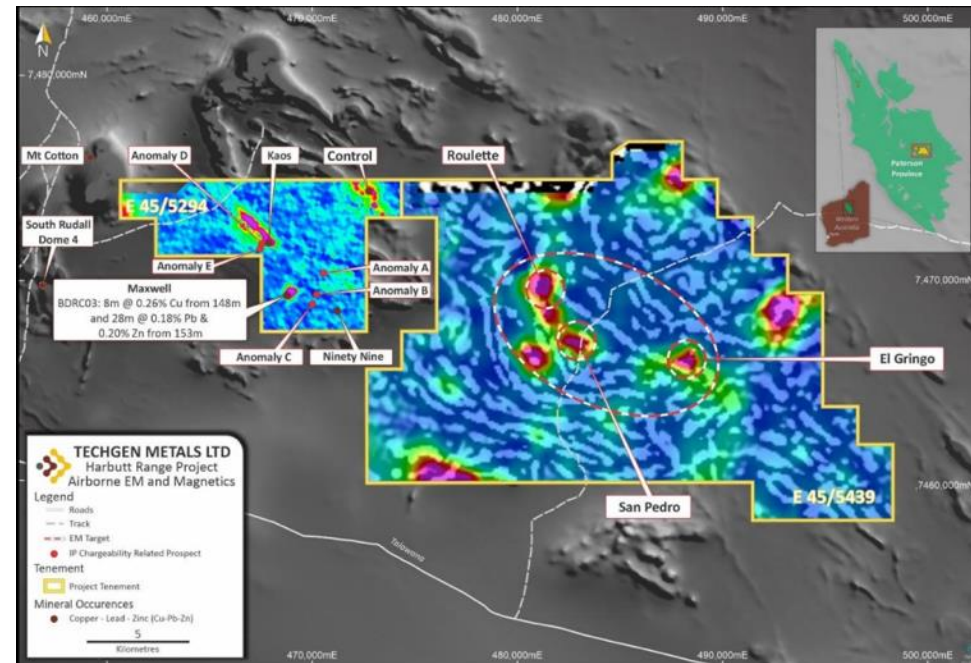 460,000mE
470,000mE
480,000mE
490,000mE
500,000mE
N
7,480,000mN
Paterson
Province
Western
Australia
Mt Cotton
Anomaly D
Kaos
Control
Roulette
E 45/5294
South Rudall
Dome 4
Anomaly E
Anomaly A
7,470,000mN
Maxwell
BDRC03: 8m @ 0.26% Cu from 148m
and 28m @ 0.18% Pb &
0.20% Zn from 153m
Anomaly B
Anomaly C
Ninety Nine
El Gringo
TECHGEN METALS LTD
Harbutt Range Project
Airborne EM and Magnetics
Legend
Roads
Track
EM Target
IP Chargeability Related Prospect
Tenement
Project Tenement
Mineral Occurences
Copper - Lead - Zinc (Cu-Pb-Zn)
5
Kilometres
San Pedro
E 45/5439
7,460,000mN
Talawana
470,000mE
480,000mE
490,000mE
500,000mE